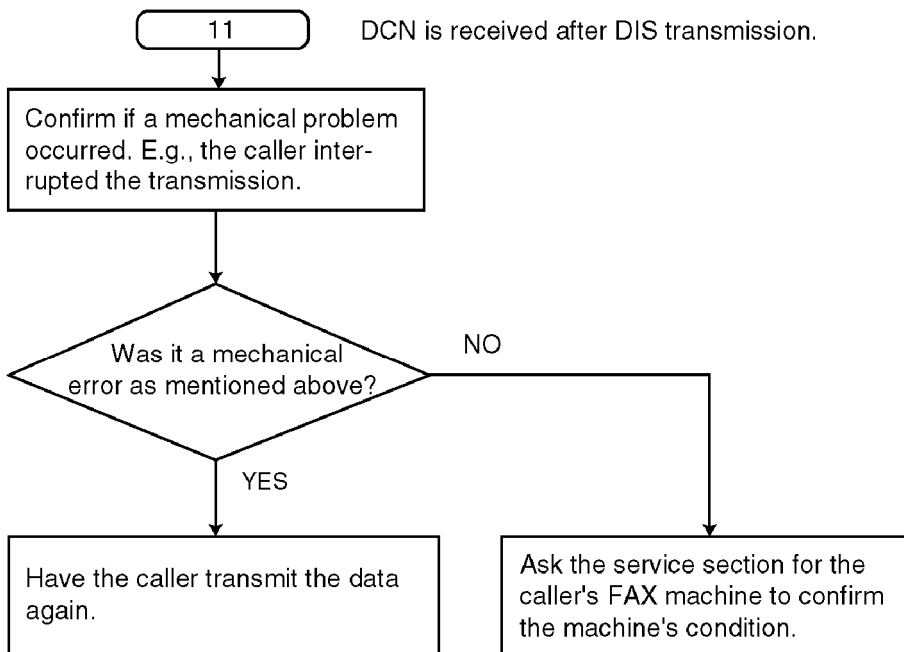 11
DCN is received after DIS transmission.
Confirm if a mechanical problem
occurred. E.g., the caller inter-
rupted the transmission.
Was it a mechanical
error as mentioned above?
NO
YES
Have the caller transmit the data
again.
Ask the service section for the
caller's FAX machine to confirm
the machine's condition.